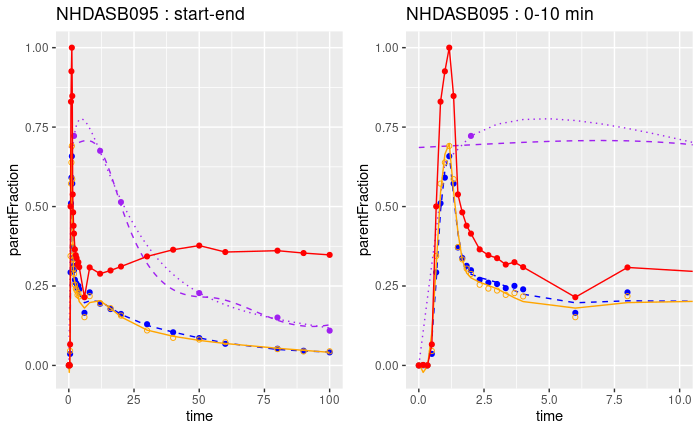 NHDASB095 : start-end
1.00
0.75
0.50
0.25
0.00
parentFraction
0 25 50 75 100
time
NHDASB095 : 0-10 min
1.00
0.75
0.50
0.25
0.00
parentFraction
0.0 2.5 5.0 7.5 10.0
time